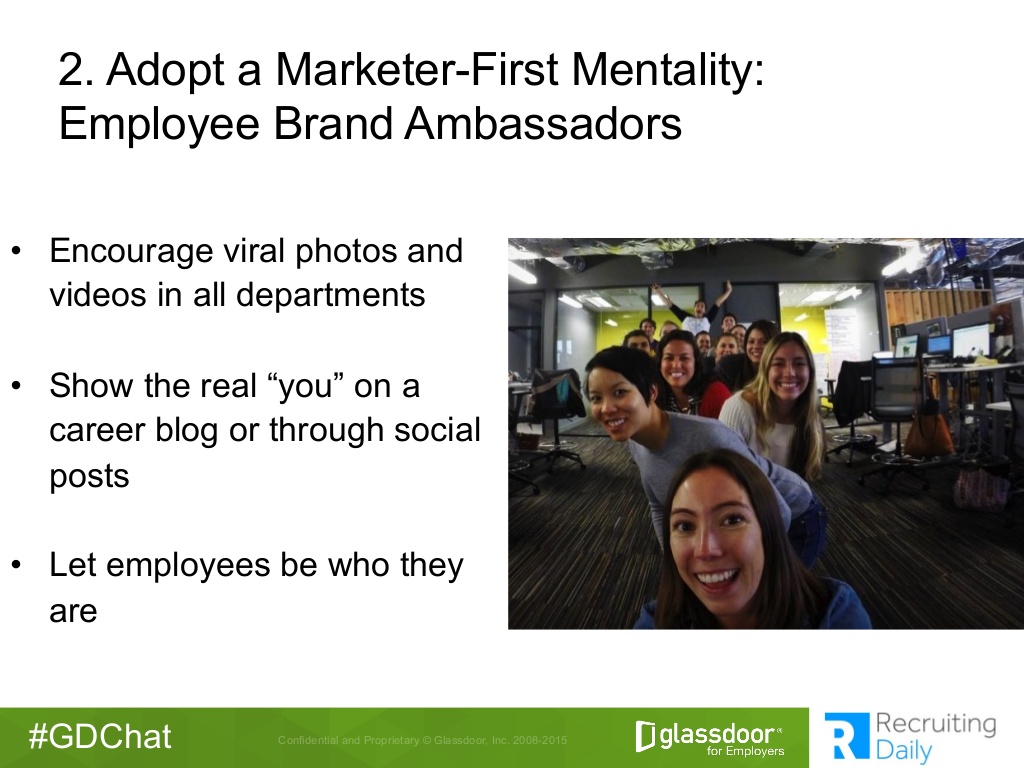 2. Adopt a Marketer-First Mentality:
Employee Brand Ambassadors
• Encourage viral photos and
videos in all departments
• Show the real “you” on a
career blog or through social
posts
• Let employees be who they
are
#GDChat
Confidential and Proprietary © Glassdoor, Inc. 2008-2015
glassdoor®
for Employers
Recruiting
Daily